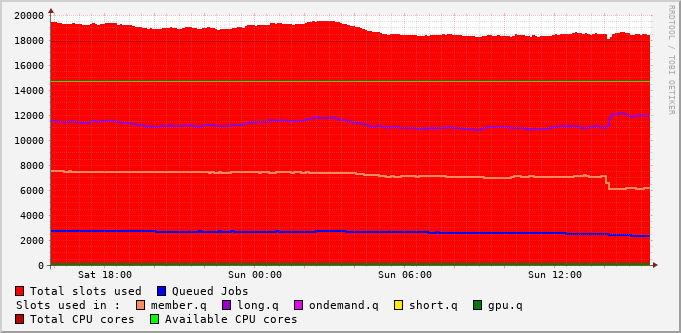 20000
18000
16000
14000
12000
10000
8000
6000
4000
2000
0
Sat 18:00 Sun 00:00 Sun 06:00 Sun 12:00
RRDTOOL / TOBI OETIKER
Total slots used Queued Jobs
Slots used in : member.q long.q ondemand.q short.q gpu.q
Total CPU cores Available CPU cores